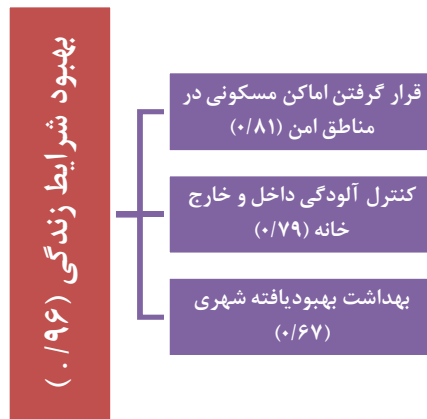 بهبود شرایط زندگی (۰/۹۶)
قرار گرفتن اماکن مسکونی در
مناطق امن (۰/۸۱)
کنترل آلودگی داخل و خارج
خانه (۰/۷۹)
بهداشت بهبودیافته شهری
(۰/۶۷)